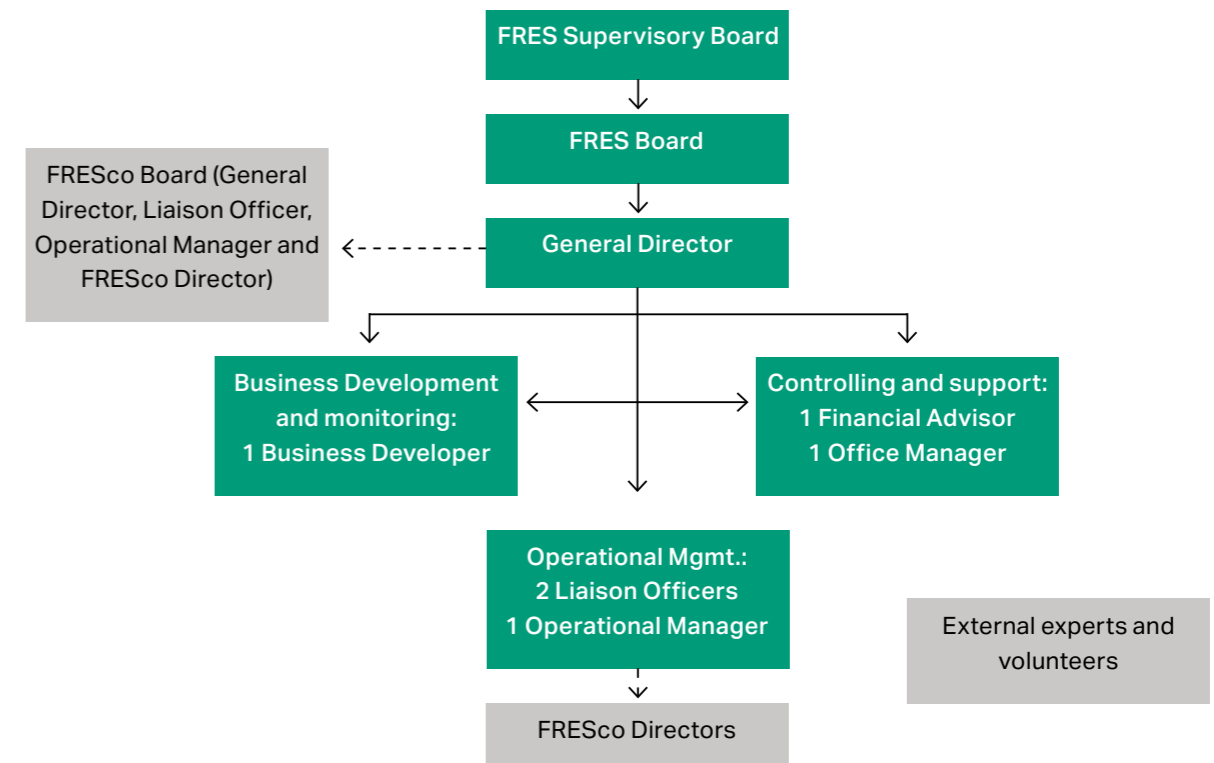 FRES Supervisory Board
FRES Board
FRESco Board (General
Director, Liaison Officer,
Operational Manager and
FRESco Director)
General Director
Business Development
and monitoring:
1 Business Developer
Controlling and support:
1 Financial Advisor
1 Office Manager
Operational Mgmt.:
2 Liaison Officers
1 Operational Manager
External experts and
volunteers
FRESco Directors